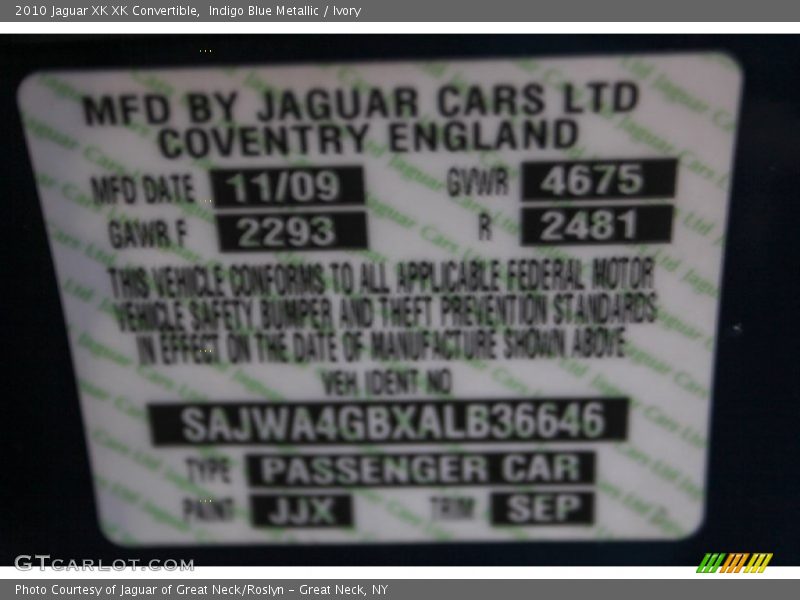 2010 Jaguar XK XK Convertible,  Indigo Blue Metallic / Ivory
MFD BY JAGUAR CARS LTD
COVENTRY ENGLAND
MFD DATE 11/09 GVWR 4675
GAWR F 2293 R 2481
THIS VEHICLE CONFORMS TO ALL APPLICABLE FEDERAL MOTOR
VEHICLE SAFETY BUMPER AND THEFT PREVENTION STANDARDS
IN EFFECT ON THE DATE OF MANUFACTURE SHOWN ABOVE
VEH IDENT NO
SAJWA4GBXALB36646
TYPE PASSENGER CAR
PAINT JJX TRIM SEP
GTCARLOT.COM
Photo Courtesy of Jaguar of Great Neck/Roslyn – Great Neck, NY